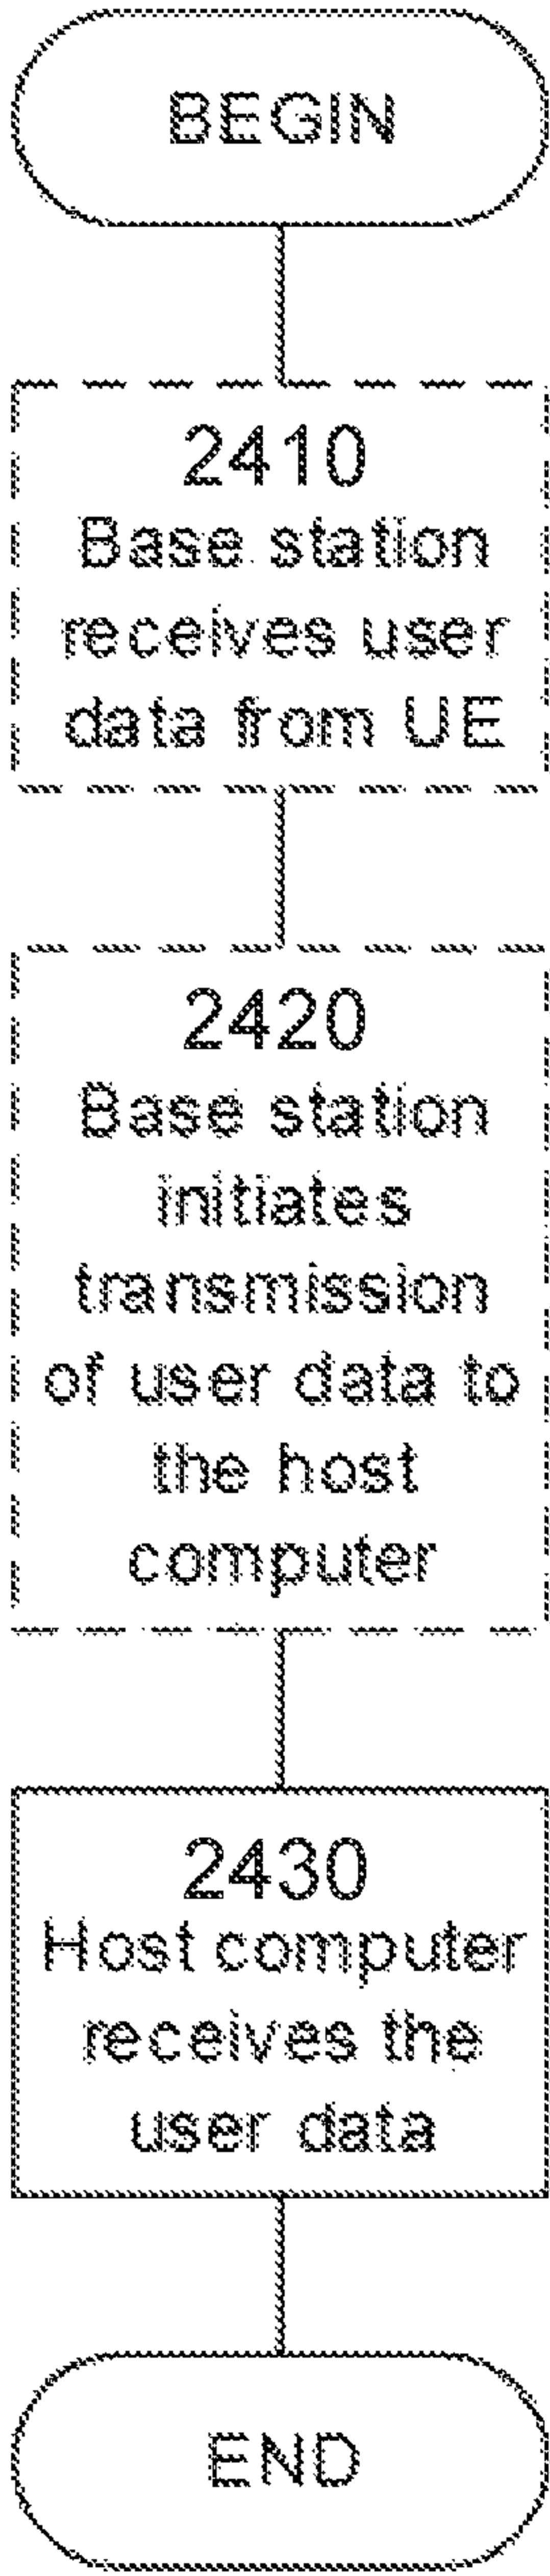 BEGIN
2410
Base station
receives user
data from UE
2420
Base station
initiates
transmission
of user data to
the host
computer
2430
Host computer
receives the
user data
END